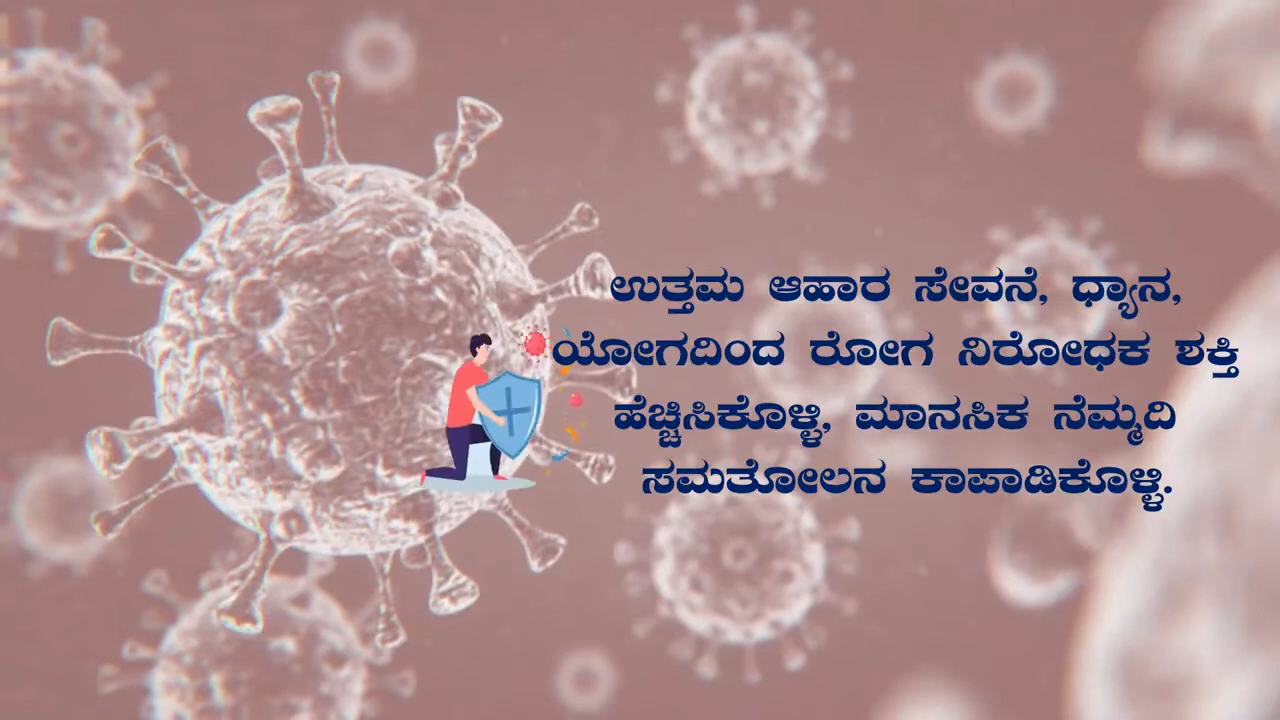 ಉತ್ತಮ ಆಹಾರ ಸೇವನೆ, ಧ್ಯಾನ,
ಯೋಗದಿಂದ ರೋಗ ನಿರೋಧಕ ಶಕ್ತಿ
ಹೆಚ್ಚಿಸಿಕೊಳ್ಳಿ, ಮಾನಸಿಕ ನೆಮ್ಮದಿ
ಸಮತೋಲನ ಕಾಪಾಡಿಕೊಳ್ಳಿ.